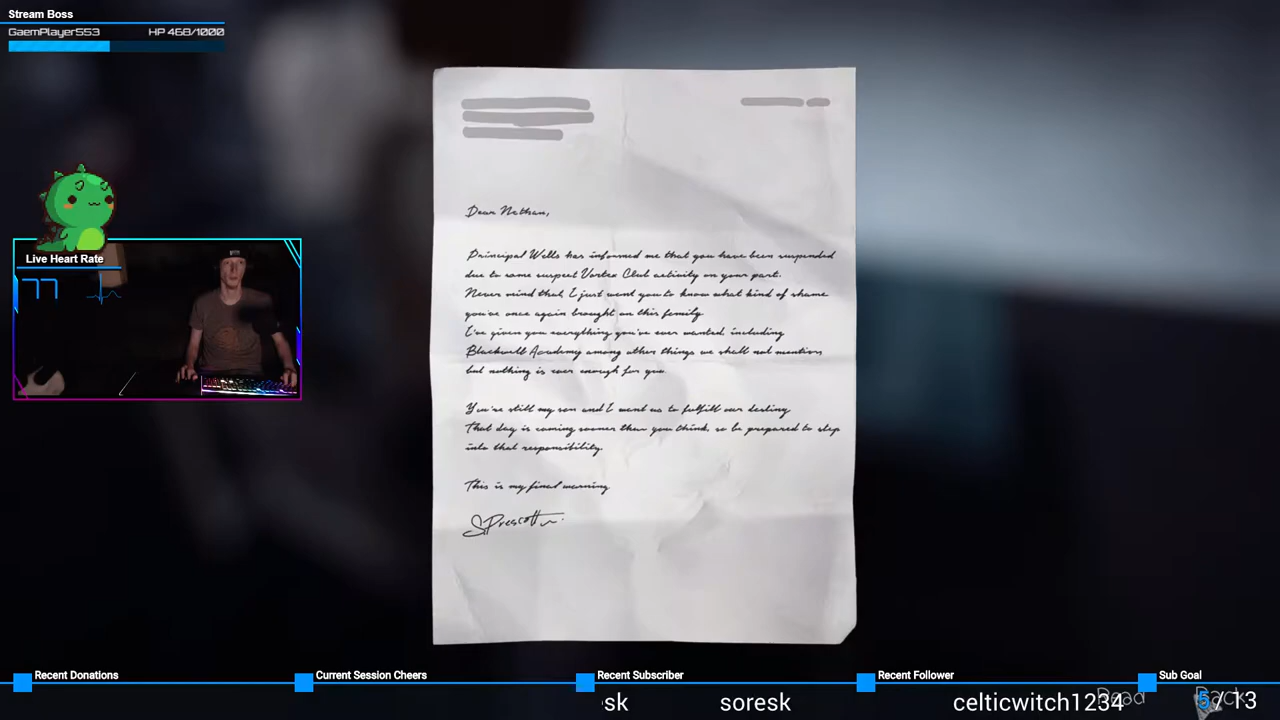 Stream Boss
GaemPlayer553 HP 468/1000
Live Heart Rate
77
Dear Nathan,
Principal Wells has informed me that you have been suspended
due to some suspect Vortex Club activity on your part.
Never mind that, I just want you to know what kind of shame
you've once again brought on this family
I've given you everything you've ever wanted, including
Blackwell Academy among other things we shall not mention
but nothing is ever enough for you.
You're still my son and I want us to fulfill our destiny
That day is coming sooner than you think, so be prepared to step
into that responsibility.
This is my final warning
SPrescott
Recent Donations
Current Session Cheers
Recent Subscriber
Recent Follower
Sub Goal
sk soresk
celticwitch1234
Read
Back
5 / 13